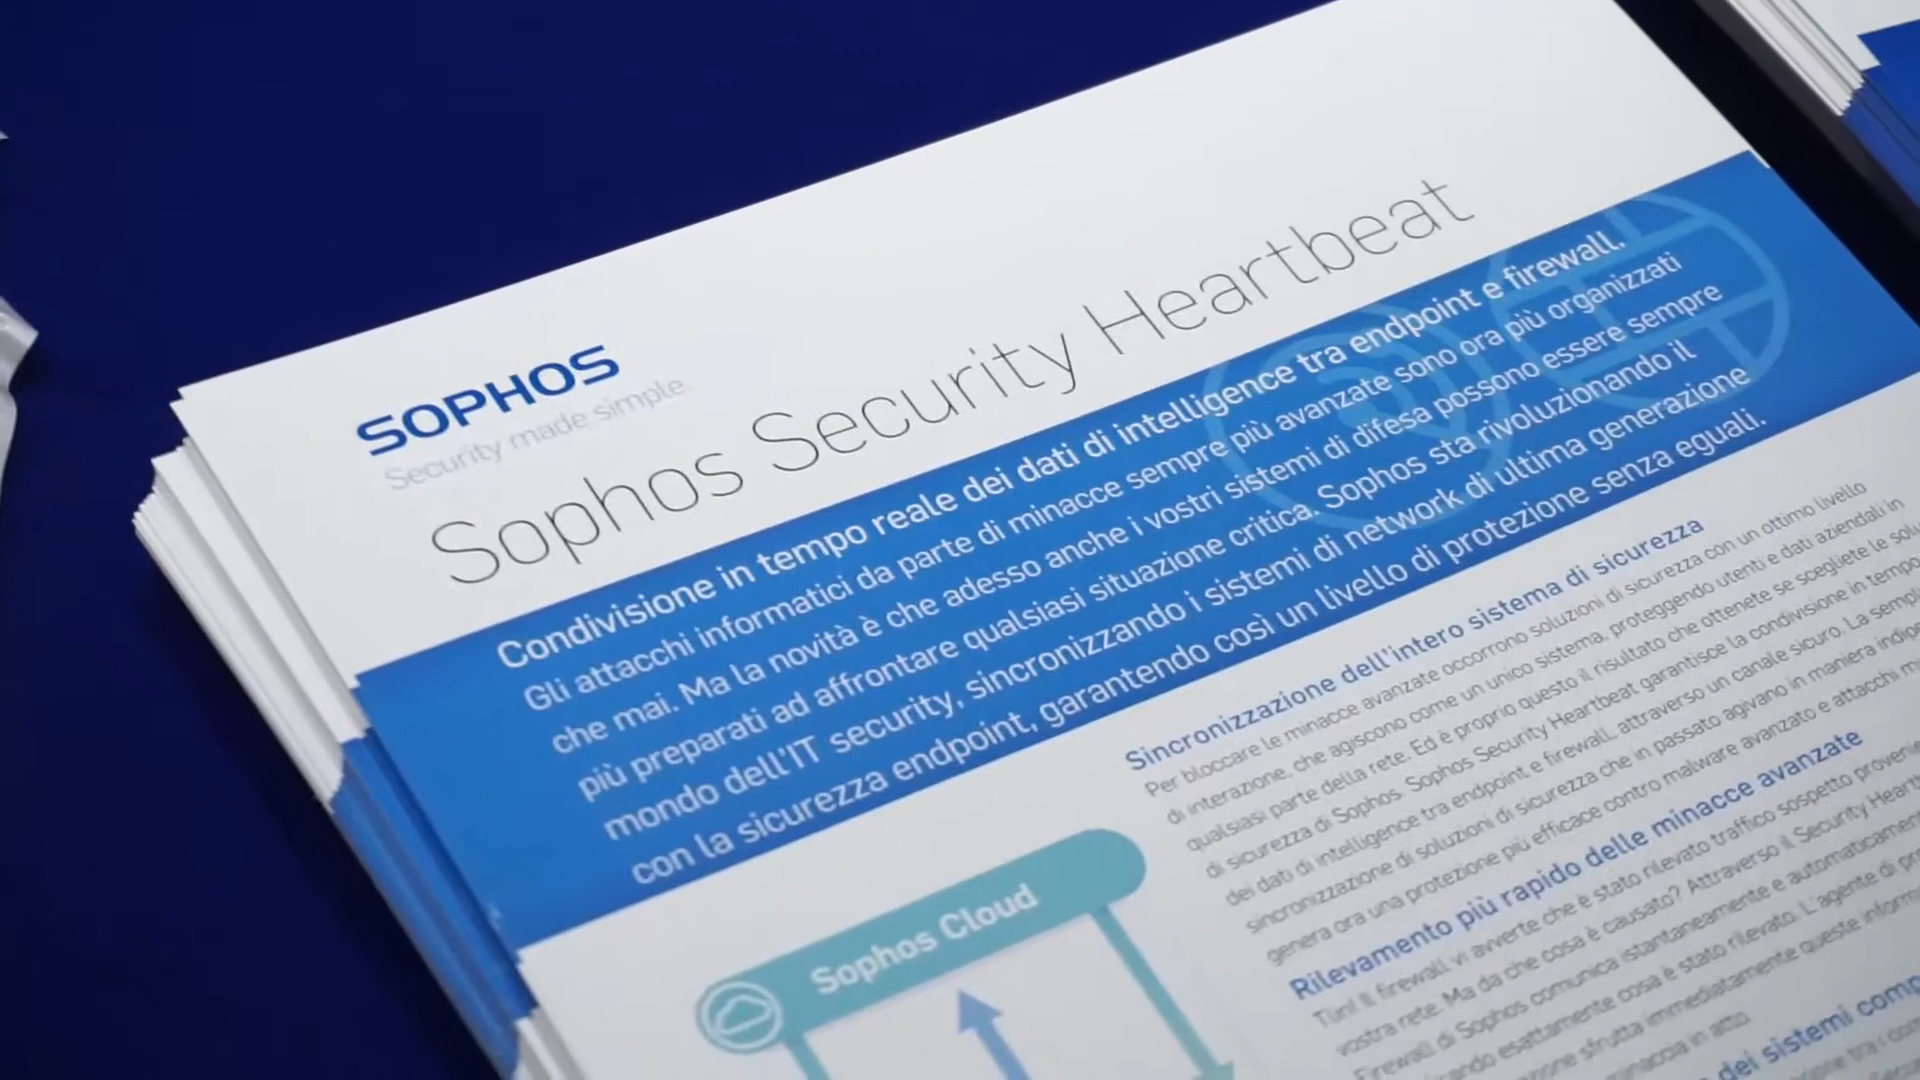 SOPHOS
Security made simple.
Sophos Security Heartbeat
Condivisione in tempo reale dei dati di intelligence tra endpoint e firewall.
Gli attacchi informatici da parte di minacce sempre più avanzate sono ora più organizzati
che mai. Ma la novità è che adesso anche i vostri sistemi di difesa possono essere sempre
più preparati ad affrontare qualsiasi situazione critica. Sophos sta rivoluzionando il
mondo dell'IT security, sincronizzando i sistemi di network di ultima generazione
con la sicurezza endpoint, garantendo così un livello di protezione senza eguali.
Sophos Cloud
Sincronizzazione dell'intero sistema di sicurezza
Per bloccare le minacce avanzate occorrono soluzioni di sicurezza con un ottimo livello
di interazione, che agiscono come un unico sistema, proteggendo utenti e dati aziendali in
qualsiasi parte della rete. Ed è proprio questo il risultato che ottenete se scegliete le
di sicurezza di Sophos. Sophos Security Heartbeat garantisce la condivisione in tempo
dei dati di intelligence tra endpoint e firewall, attraverso un canale sicuro. La
sincronizzazione di soluzioni di sicurezza che in passato agivano in maniera
genera ora una protezione più efficace contro malware avanzato e attacchi
Rilevamento più rapido delle minacce avanzate
Il firewall vi avverte che è stato rilevato traffico sospetto
vostra rete. Ma da che cosa è causato? Attraverso il Security
Firewall di Sophos comunica istantaneamente e
esattamente cosa è stato rilevato. L'agente di
sfrutta immediatamente queste
in atto.
dei sistemi